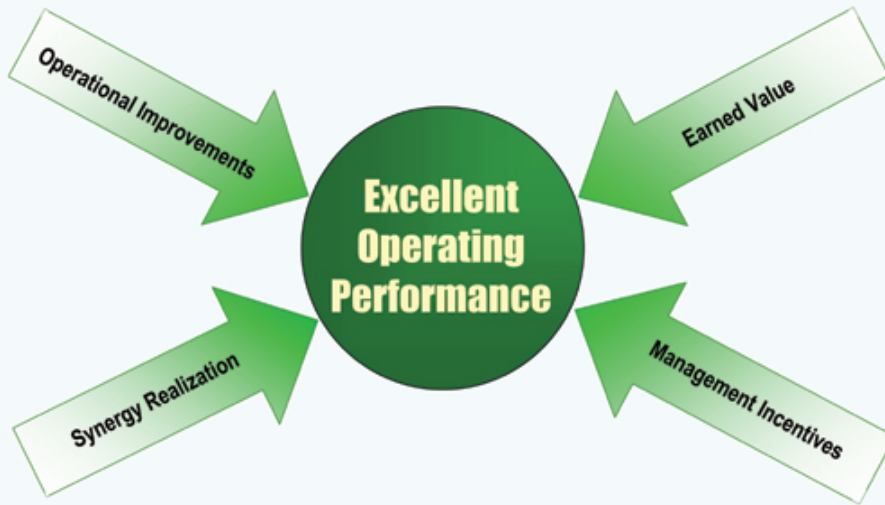 Operational Improvements
Earned Value
Excellent
Operating
Performance
Synergy Realization
Management Incentives